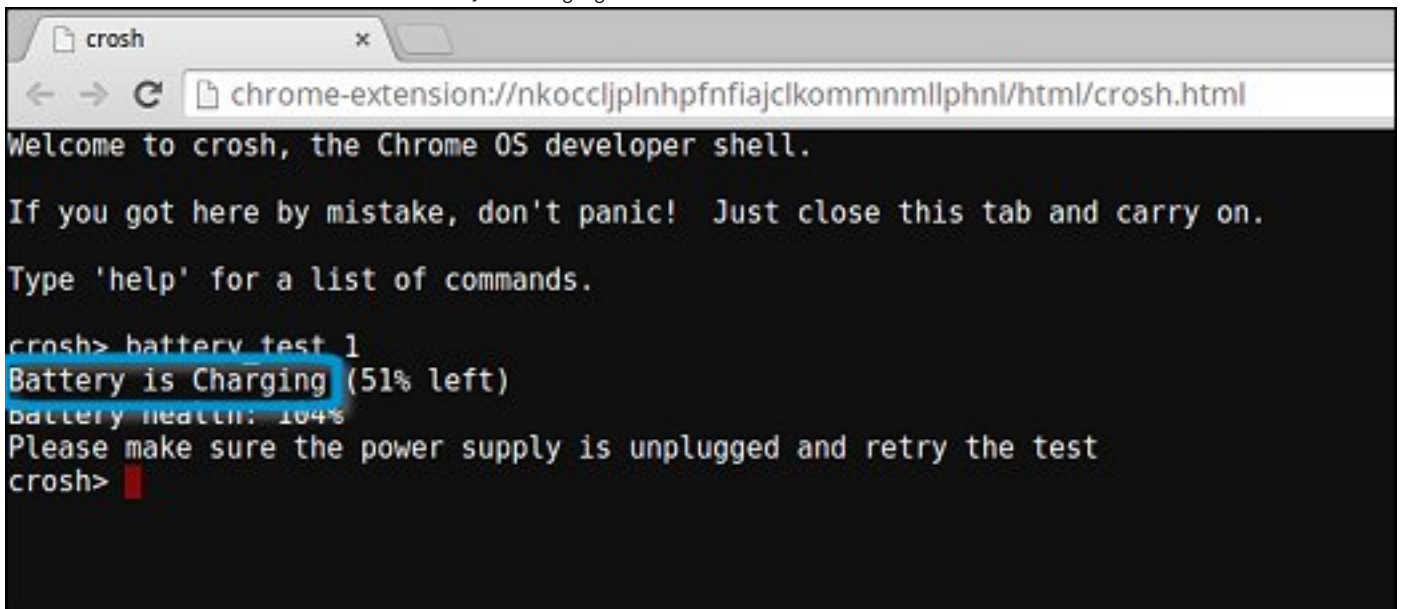 crosh
chrome-extension://nkoccljplnhpfnfiajclkommnmllphnl/html/crosh.html
Welcome to crosh, the Chrome OS developer shell.
If you got here by mistake, don't panic!  Just close this tab and carry on.
Type 'help' for a list of commands.
crosh> battery_test 1
Battery is Charging (51% left)
Battery health: 104%
Please make sure the power supply is unplugged and retry the test
crosh>